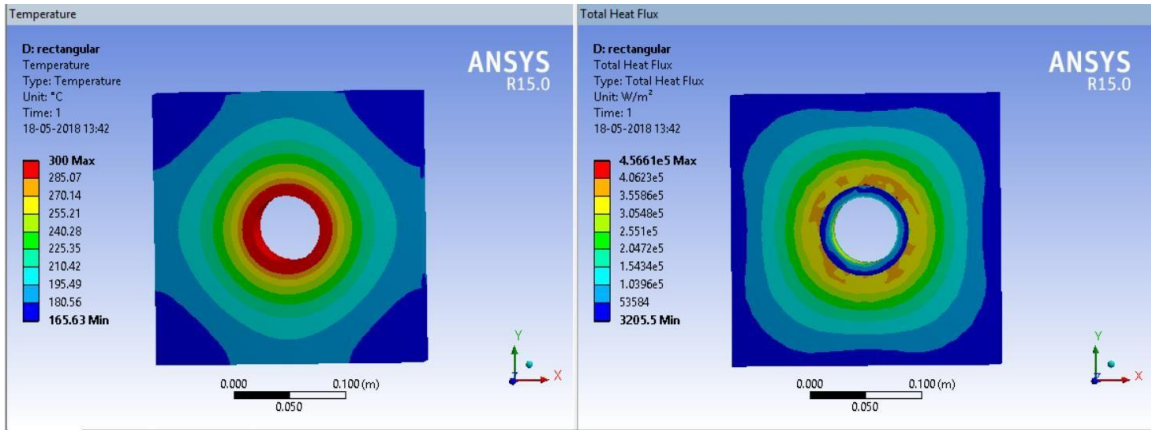 Temperature
D: rectangular
Temperature
Type: Temperature
Unit: °C
Time: 1
18-05-2018 13:42
300 Max
285.07
270.14
255.21
240.28
225.35
210.42
195.49
180.56
165.63 Min
ANSYS
R15.0
0.000
0.100 (m)
0.050
Y
X
Z
Total Heat Flux
D: rectangular
Total Heat Flux
Type: Total Heat Flux
Unit: W/m²
Time: 1
18-05-2018 13:42
4.5661e5 Max
4.0623e5
3.5586e5
3.0548e5
2.551e5
2.0472e5
1.5434e5
1.0396e5
53584
3205.5 Min
ANSYS
R15.0
0.000
0.100 (m)
0.050
Y
X
Z